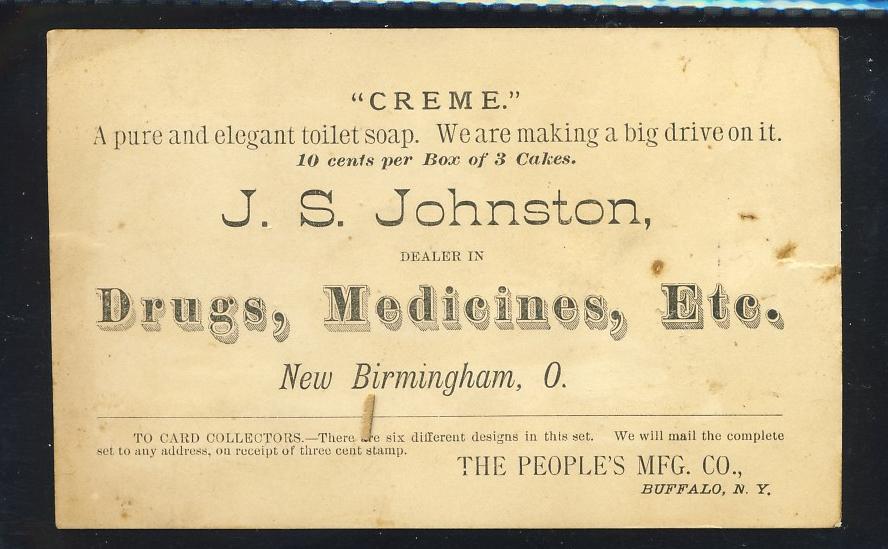 "CREME."
A pure and elegant toilet soap. We are making a big drive on it.
10 cents per Box of 3 Cakes.
J. S. Johnston,
DEALER IN
Drugs, Medicines, Etc.
New Birmingham, O.
TO CARD COLLECTORS.—There are six different designs in this set. We will mail the complete
set to any address, on receipt of three cent stamp.
THE PEOPLE'S MFG. CO.,
BUFFALO, N. Y.